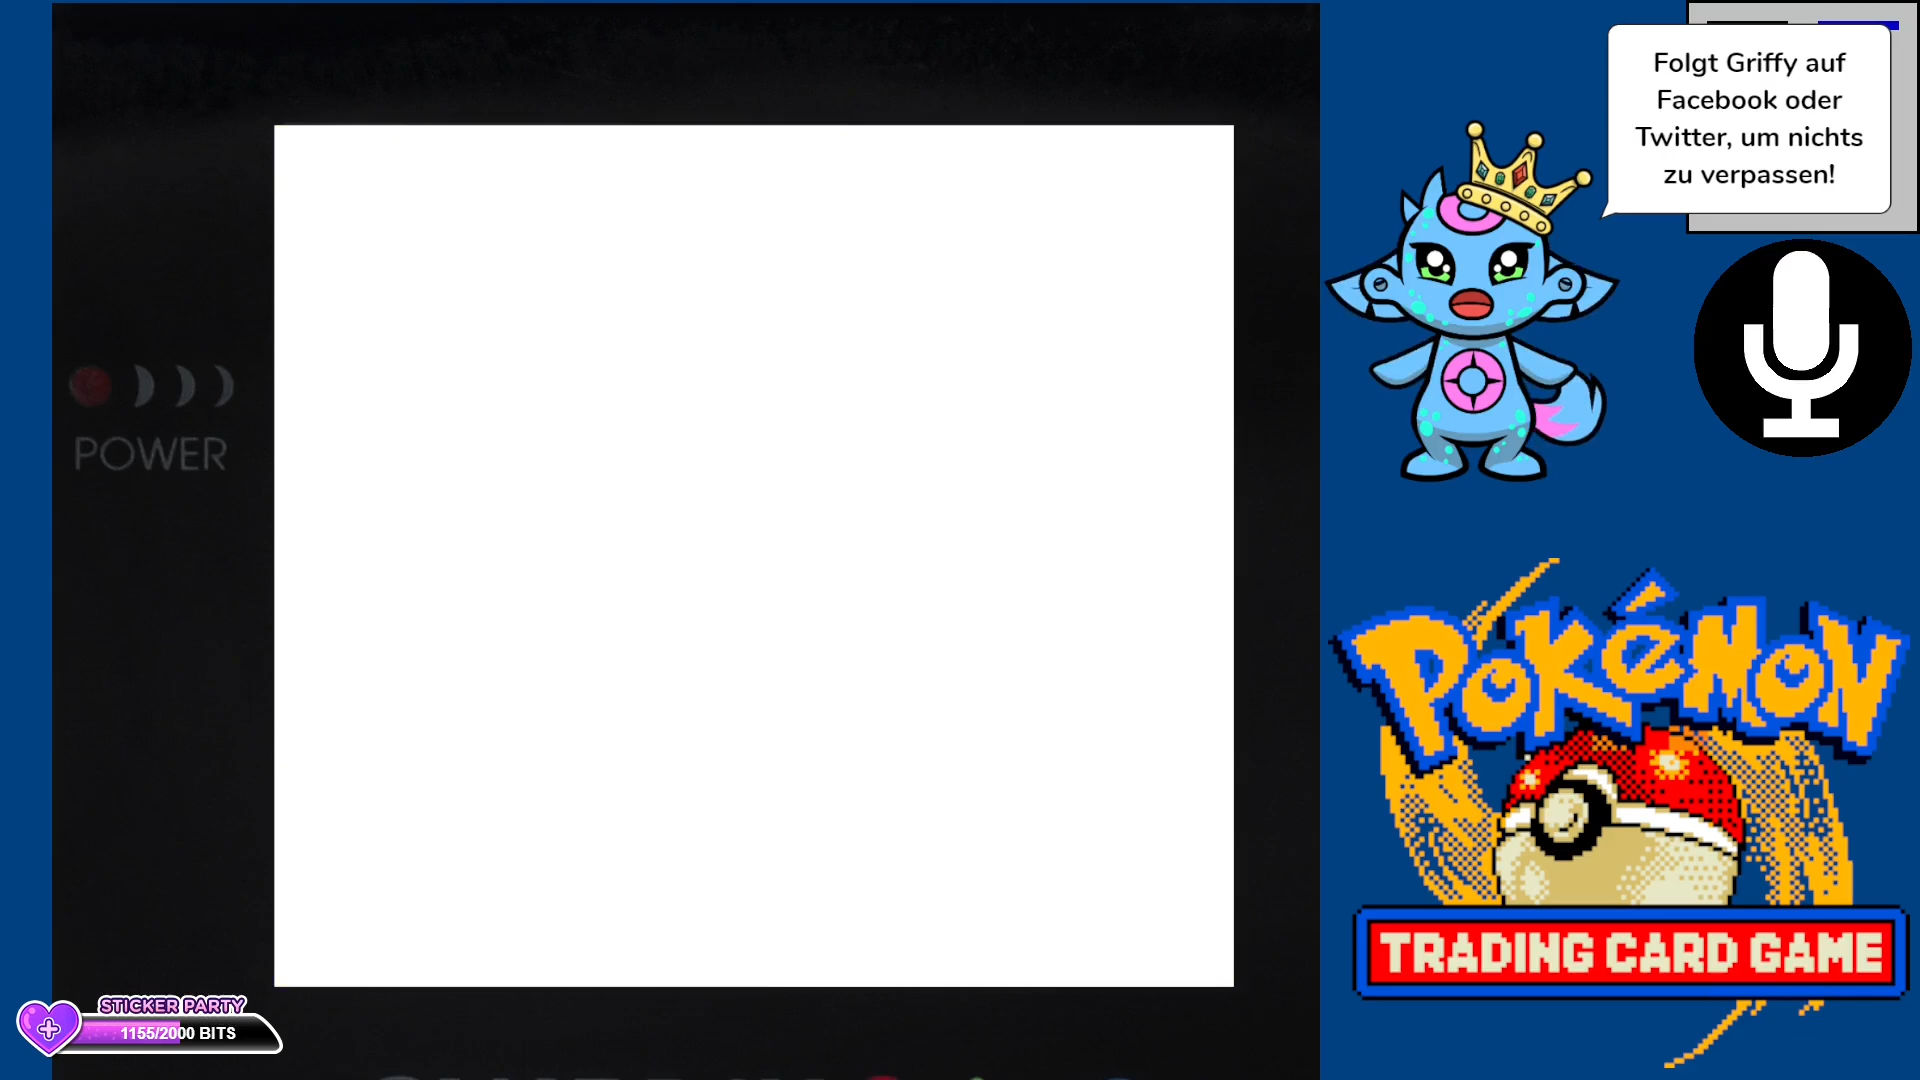 Folgt Griffy auf
Facebook oder
Twitter, um nichts
zu verpassen!
POWER
POKéMON
TRADING CARD GAME
STICKER PARTY
1155/2000 BITS